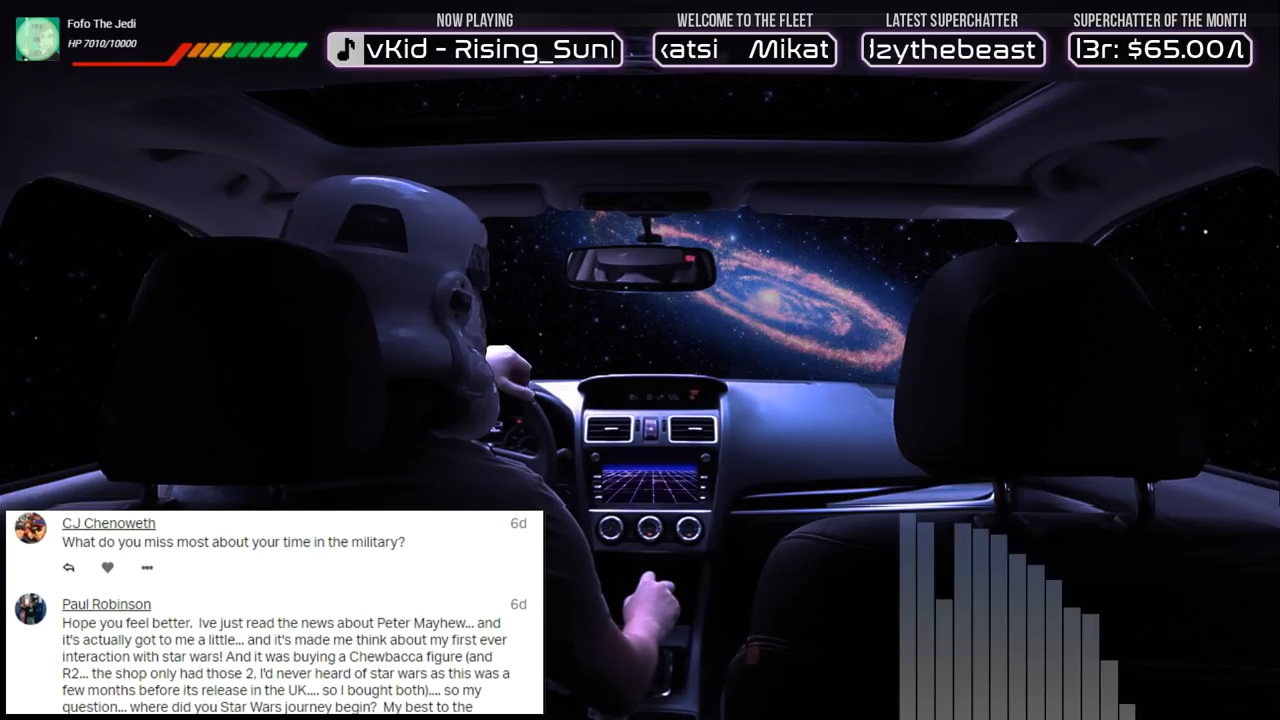 Fofo The Jedi
HP 7010/10000
NOW PLAYING
vKid - Rising_Sun
WELCOME TO THE FLEET
katsi Mikat
LATEST SUPERCHATTER
zythebeast
SUPERCHATTER OF THE MONTH
l3r: $65.00
CJ Chenoweth
6d
What do you miss most about your time in the military?
Paul Robinson
6d
Hope you feel better. Ive just read the news about Peter Mayhew... and
it's actually got to me a little... and it's made me think about my first ever
interaction with star wars! And it was buying a Chewbacca figure (and
R2... the shop only had those 2, I'd never heard of star wars as this was a
few months before its release in the UK.... so I bought both).... so my
question... where did you Star Wars journey begin? My best to the